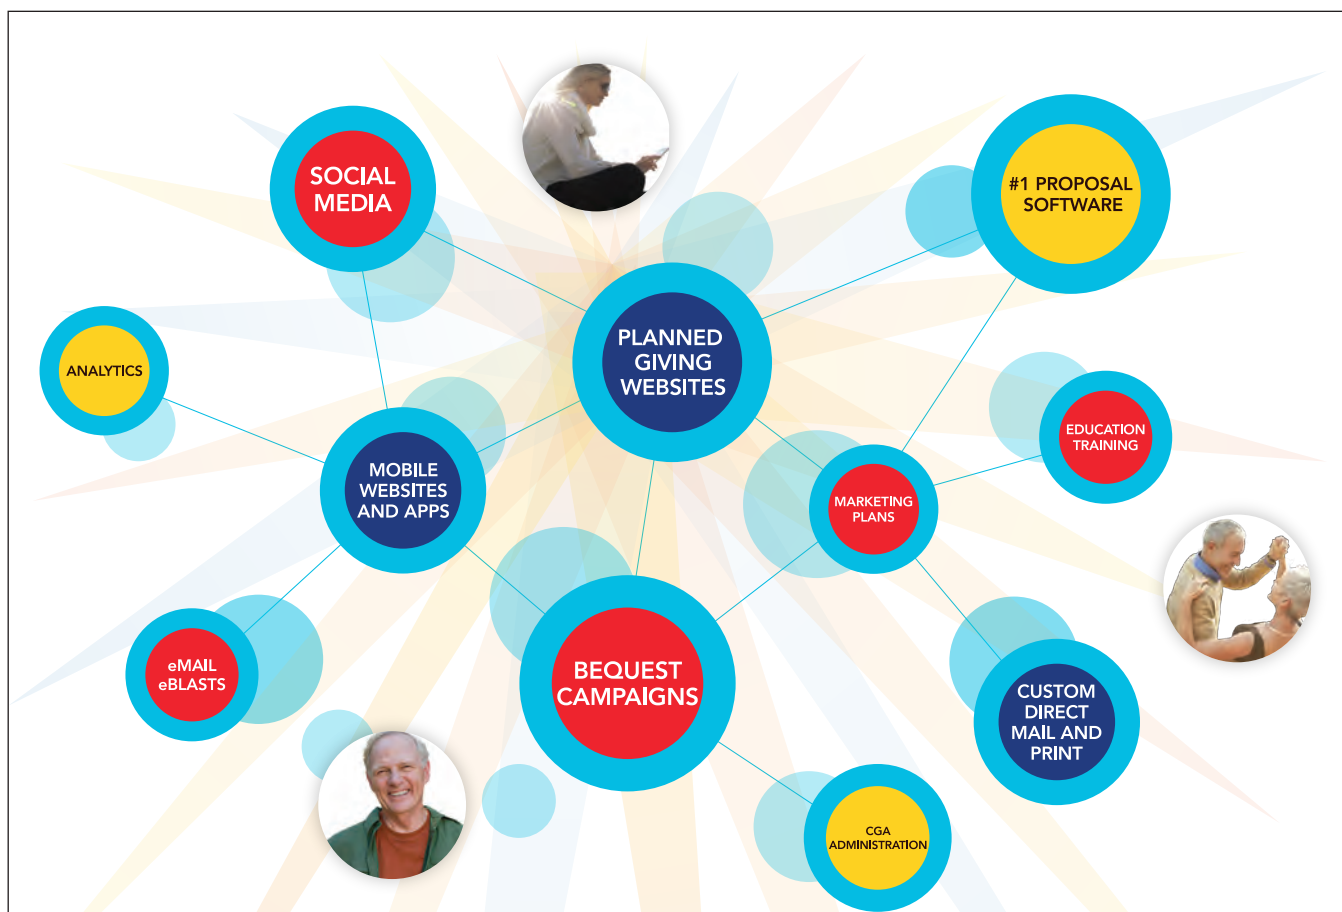 SOCIAL
MEDIA
#1 PROPOSAL
SOFTWARE
PLANNED
GIVING
WEBSITES
ANALYTICS
EDUCATION
TRAINING
MOBILE
WEBSITES
AND APPS
MARKETING
PLANS
eMAIL
eBLASTS
BEQUEST
CAMPAIGNS
CUSTOM
DIRECT
MAIL AND
PRINT
CGA
ADMINISTRATION